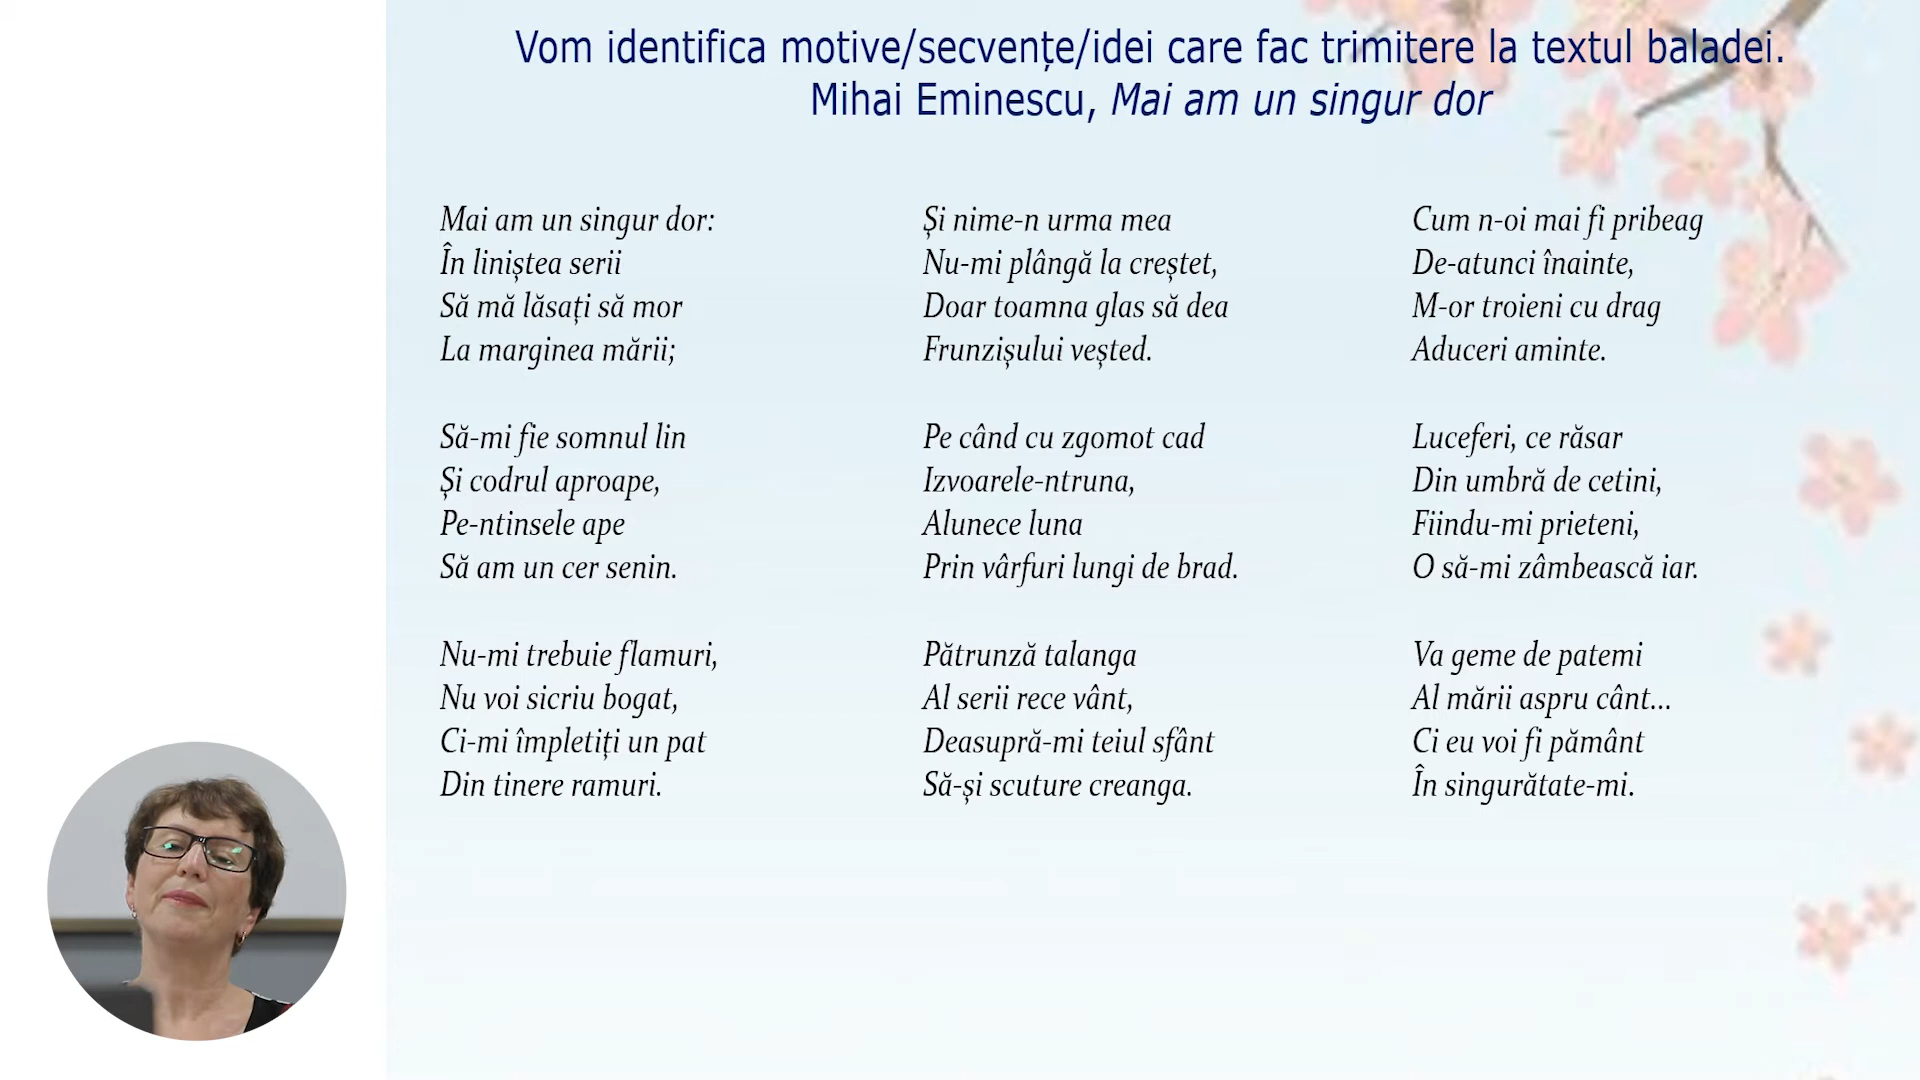 Vom identifica motive/secvențe/idei care fac trimitere la textul baladei.
Mihai Eminescu, Mai am un singur dor
Mai am un singur dor:
În liniștea serii
Să mă lăsați să mor
La marginea mării;
Să-mi fie somnul lin
Și codrul aproape,
Pe-ntinsele ape
Să am un cer senin.
Nu-mi trebuie flamuri,
Nu voi sicriu bogat,
Ci-mi împletiți un pat
Din tinere ramuri.
Și nime-n urma mea
Nu-mi plângă la creștet,
Doar toamna glas să dea
Frunzișului veșted.
Pe când cu zgomot cad
Izvoarele-ntruna,
Alunece luna
Prin vârfuri lungi de brad.
Pătrunză talanga
Al serii rece vânt,
Deasupră-mi teiul sfânt
Să-și scuture creanga.
Cum n-oi mai fi pribeag
De-atunci înainte,
M-or troieni cu drag
Aduceri aminte.
Luceferi, ce răsar
Din umbră de cetini,
Fiindu-mi prieteni,
O să-mi zâmbească iar.
Va geme de patemi
Al mării aspru cânt...
Ci eu voi fi pământ
În singurătate-mi.